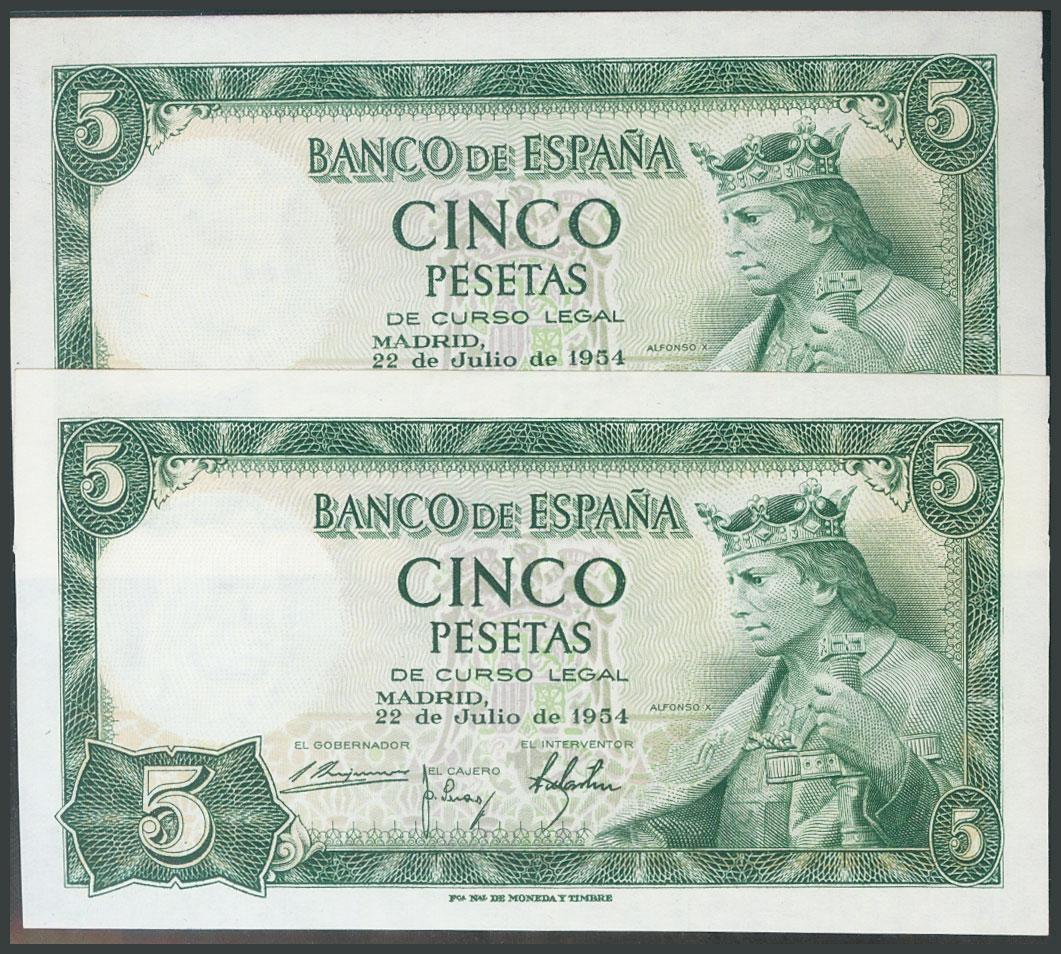 5 5
BANCO DE ESPAÑA
CINCO
PESETAS
DE CURSO LEGAL
MADRID,
22 de Julio de 1954
ALFONSO X
5 5
BANCO DE ESPAÑA
CINCO
PESETAS
DE CURSO LEGAL
MADRID,
22 de Julio de 1954
ALFONSO X
EL GOBERNADOR EL INTERVENTOR
EL CAJERO
5 5
FCA NAL DE MONEDA Y TIMBRE